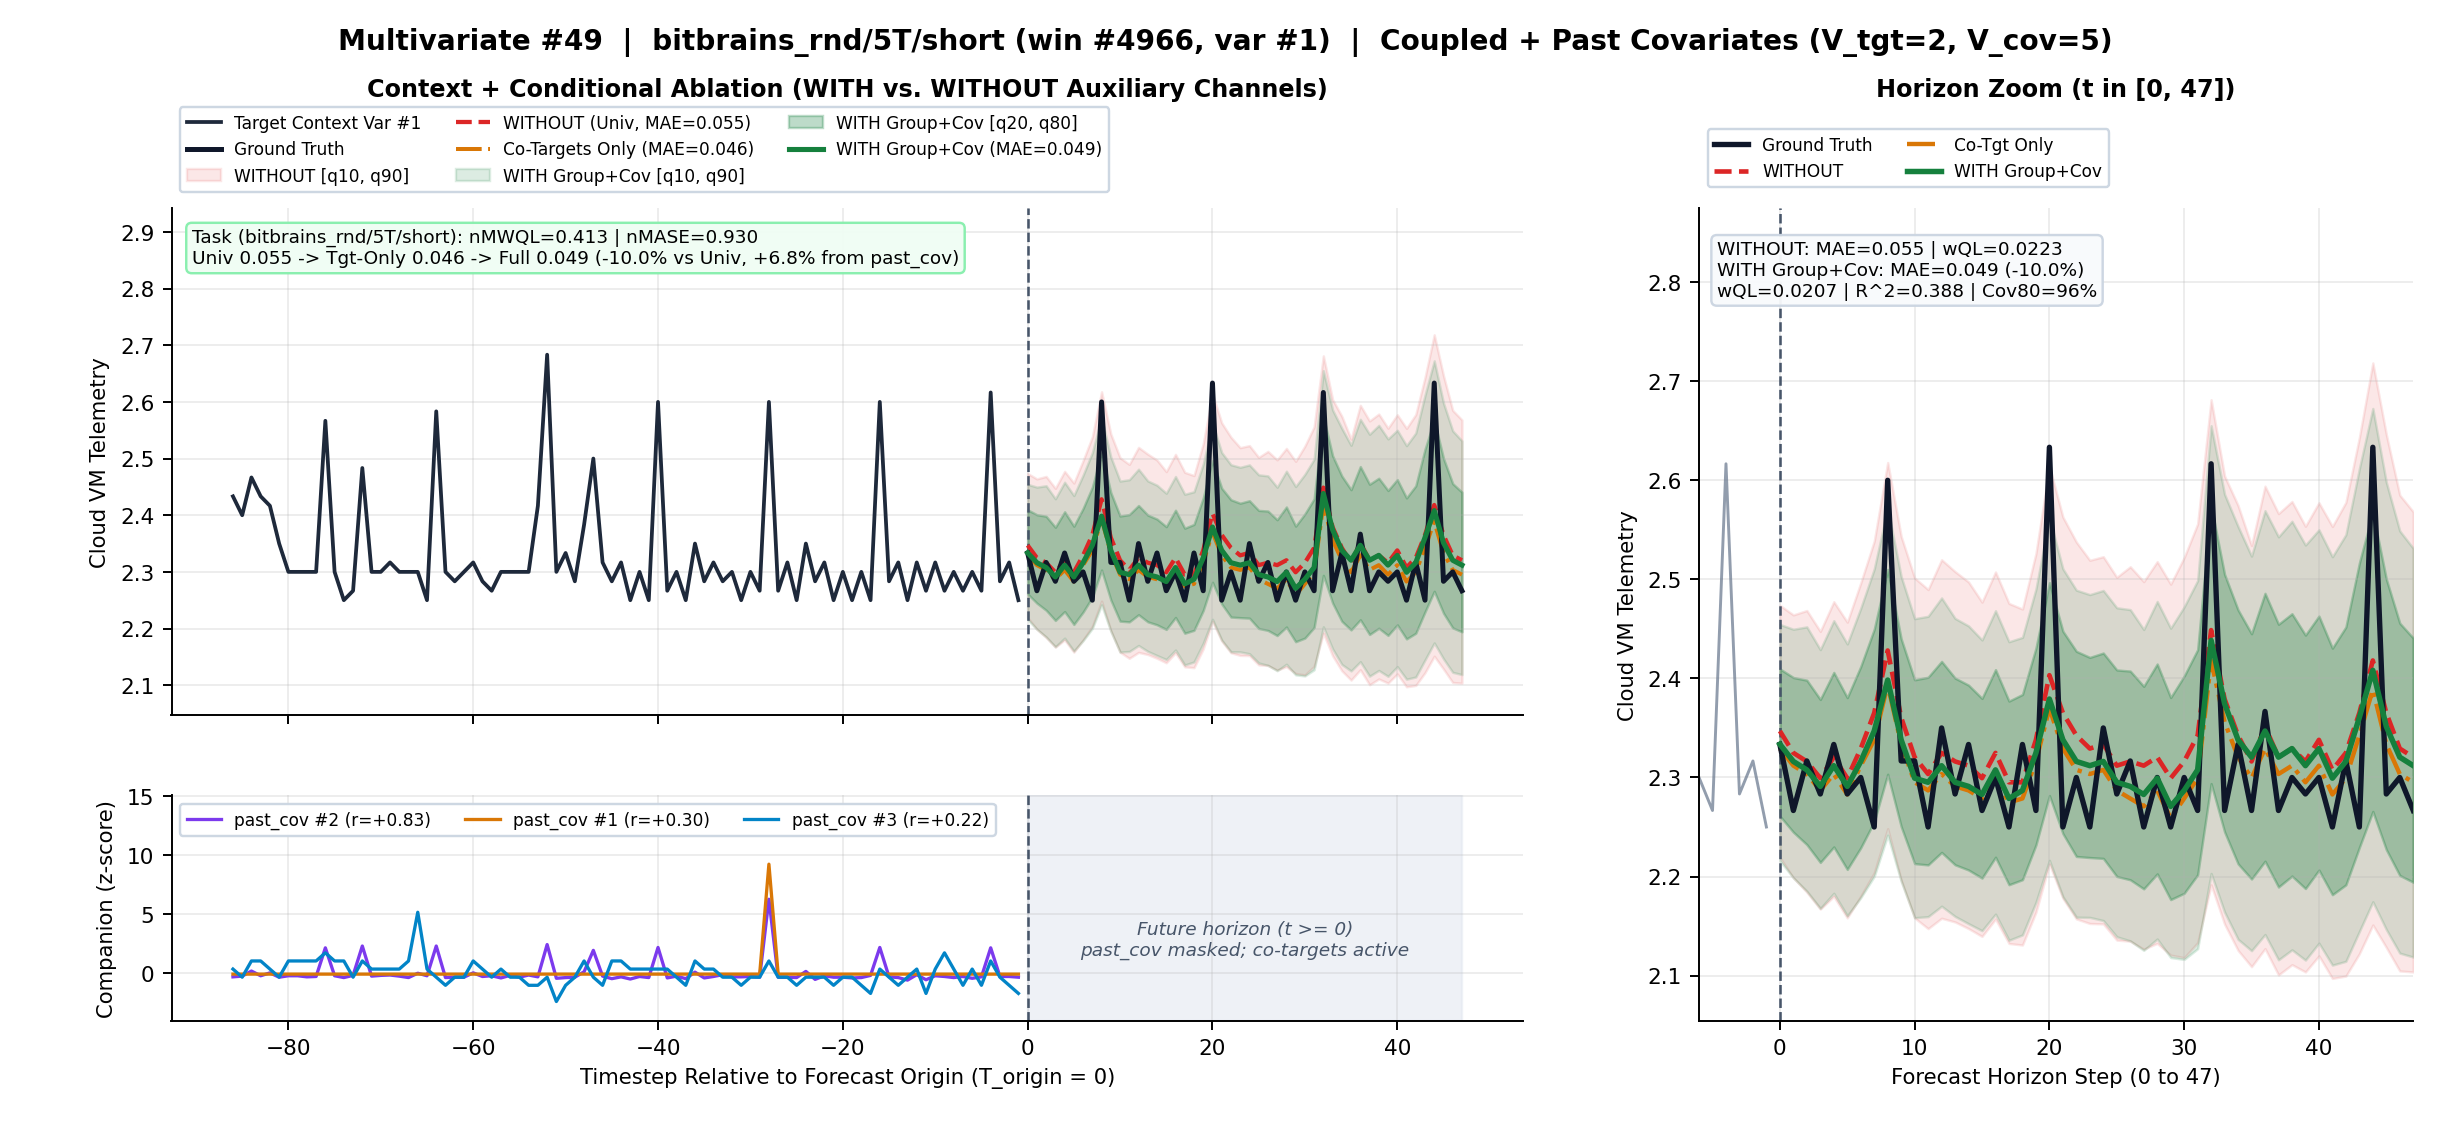 Multivariate #49 | bitbrains_rnd/5T/short (win #4966, var #1) | Coupled + Past Covariates (V_tgt=2, V_cov=5)
Context + Conditional Ablation (WITH vs. WITHOUT Auxiliary Channels)
Target Context Var #1
Ground Truth
WITHOUT [q10, q90]
WITHOUT (Univ, MAE=0.055)
Co-Targets Only (MAE=0.046)
WITH Group+Cov [q10, q90]
WITH Group+Cov [q20, q80]
WITH Group+Cov (MAE=0.049)
Task (bitbrains_rnd/5T/short): nMWQL=0.413 | nMASE=0.930
Univ 0.055 -> Tgt-Only 0.046 -> Full 0.049 (-10.0% vs Univ, +6.8% from past_cov)
Cloud VM Telemetry
2.9
2.8
2.7
2.6
2.5
2.4
2.3
2.2
2.1
Companion (z-score)
15
10
5
0
past_cov #2 (r=+0.83)
past_cov #1 (r=+0.30)
past_cov #3 (r=+0.22)
Future horizon (t >= 0)
past_cov masked; co-targets active
−80
−60
−40
−20
0
20
40
Timestep Relative to Forecast Origin (T_origin = 0)
Horizon Zoom (t in [0, 47])
Ground Truth
WITHOUT
Co-Tgt Only
WITH Group+Cov
WITHOUT: MAE=0.055 | wQL=0.0223
WITH Group+Cov: MAE=0.049 (-10.0%)
wQL=0.0207 | R^2=0.388 | Cov80=96%
Cloud VM Telemetry
2.8
2.7
2.6
2.5
2.4
2.3
2.2
2.1
0
10
20
30
40
Forecast Horizon Step (0 to 47)